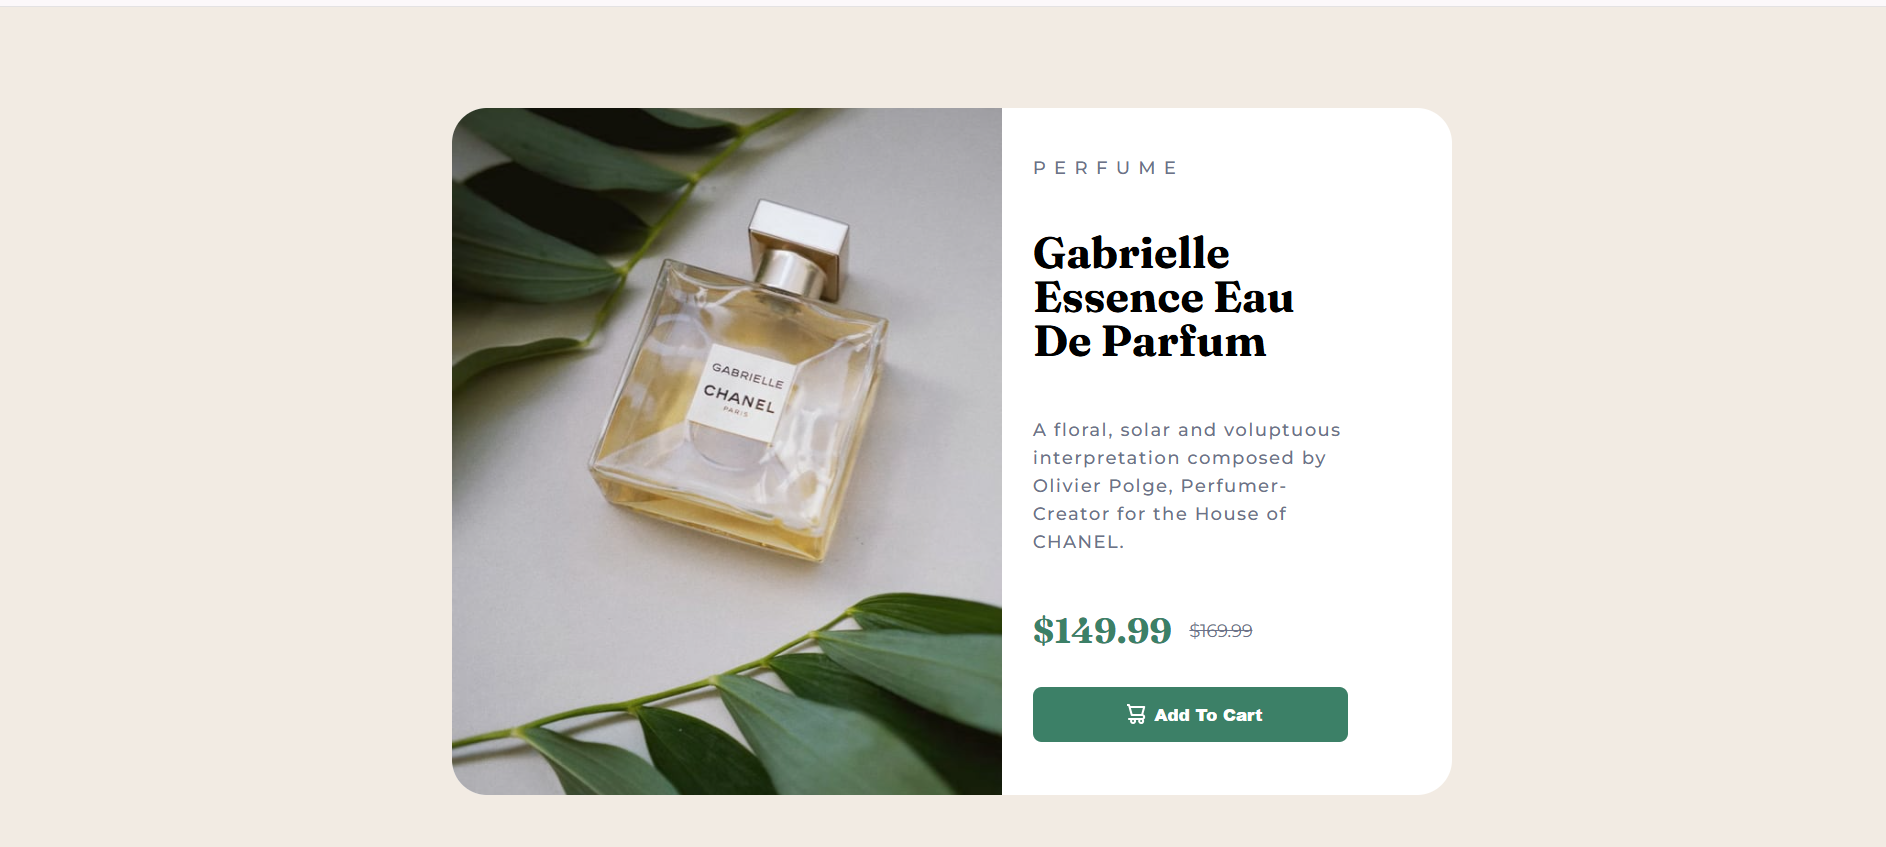 GABRIELLE
CHANEL
PARIS
PERFUME
Gabrielle
Essence Eau
De Parfum
A floral, solar and voluptuous
interpretation composed by
Olivier Polge, Perfumer-
Creator for the House of
CHANEL.
$149.99 $169.99
Add To Cart